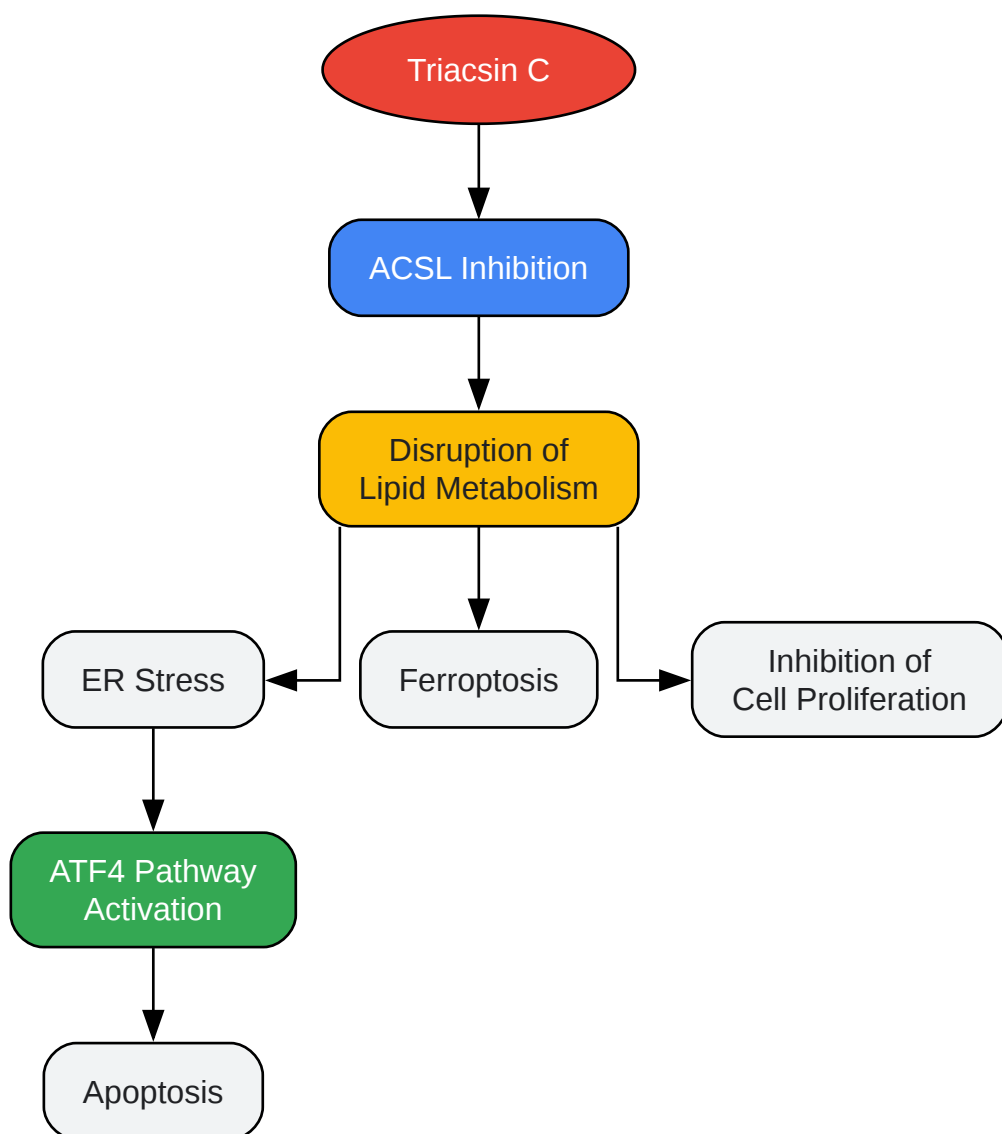 Triacsin C
ACSL Inhibition
Disruption of
Lipid Metabolism
ER Stress
Ferroptosis
Inhibition of
Cell Proliferation
ATF4 Pathway
Activation
Apoptosis